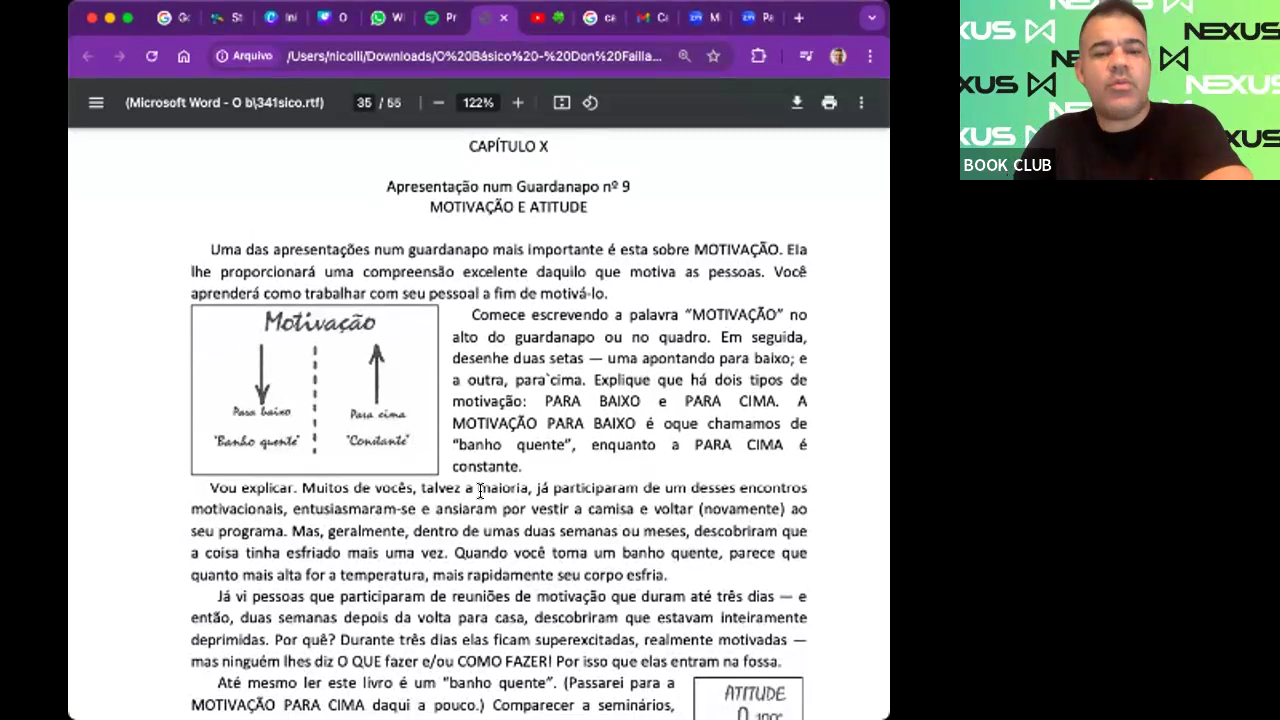 Arquivo
/Users/nicolli/Downloads/O%20Básico%20-%20Don%20Failla...
(Microsoft Word - O b\341sico.rtf)
35 / 55
122%
CAPÍTULO X
Apresentação num Guardanapo nº 9
MOTIVAÇÃO E ATITUDE
Uma das apresentações num guardanapo mais importante é esta sobre MOTIVAÇÃO. Ela
lhe proporcionará uma compreensão excelente daquilo que motiva as pessoas. Você
aprenderá como trabalhar com seu pessoal a fim de motivá-lo.
Motivação
Para baixo
Para cima
"Banho quente"
"Constante"
Comece escrevendo a palavra “MOTIVAÇÃO” no
alto do guardanapo ou no quadro. Em seguida,
desenhe duas setas — uma apontando para baixo; e
a outra, para`cima. Explique que há dois tipos de
motivação: PARA BAIXO e PARA CIMA. A
MOTIVAÇÃO PARA BAIXO é oque chamamos de
“banho quente”, enquanto a PARA CIMA é
constante.
Vou explicar. Muitos de vocês, talvez a maioria, já participaram de um desses encontros
motivacionais, entusiasmaram-se e ansiaram por vestir a camisa e voltar (novamente) ao
seu programa. Mas, geralmente, dentro de umas duas semanas ou meses, descobriram que
a coisa tinha esfriado mais uma vez. Quando você toma um banho quente, parece que
quanto mais alta for a temperatura, mais rapidamente seu corpo esfria.
Já vi pessoas que participaram de reuniões de motivação que duram até três dias — e
então, duas semanas depois da volta para casa, descobriram que estavam inteiramente
deprimidas. Por quê? Durante três dias elas ficam superexcitadas, realmente motivadas —
mas ninguém lhes diz O QUE fazer e/ou COMO FAZER! Por isso que elas entram na fossa.
Até mesmo ler este livro é um “banho quente”. (Passarei para a
MOTIVAÇÃO PARA CIMA daqui a pouco.) Comparecer a seminários,
ATITUDE
NEXUS
BOOK CLUB